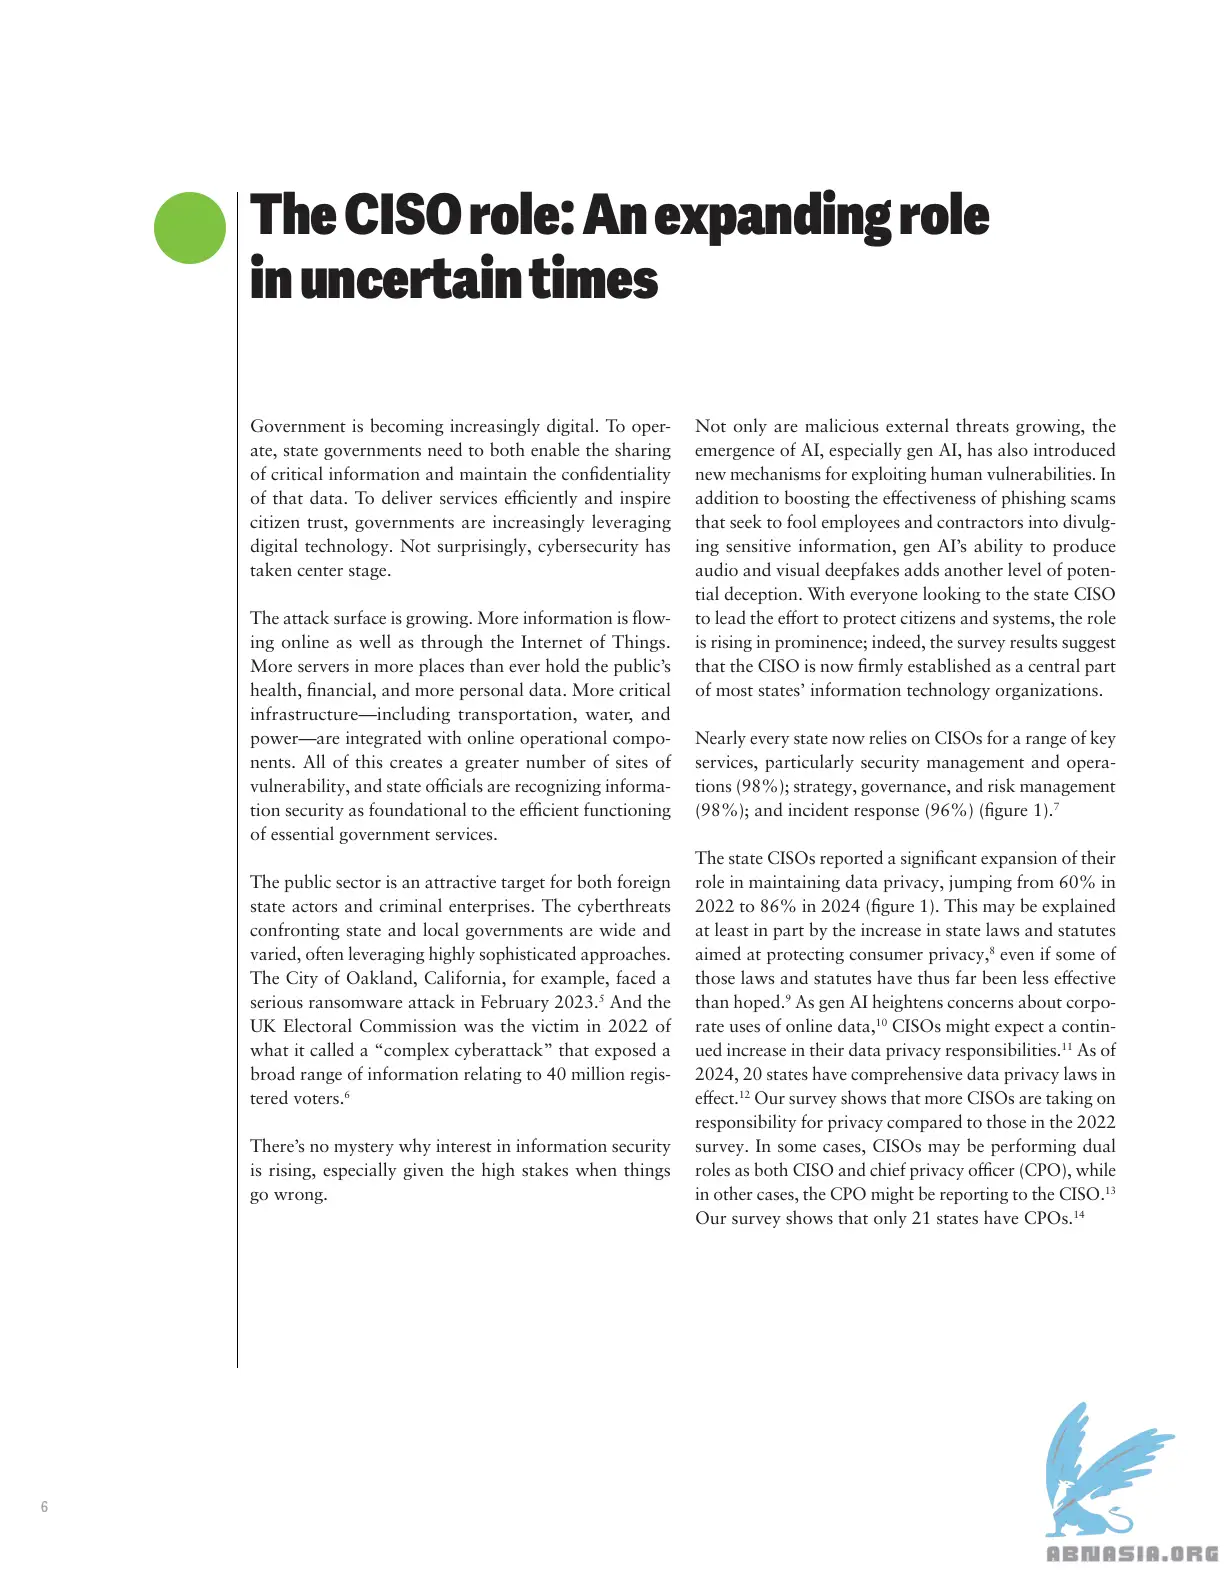 The CISO role: An expanding role
in uncertain times
Government is becoming increasingly digital. To oper-
ate, state governments need to both enable the sharing
of critical information and maintain the confidentiality
of that data. To deliver services efficiently and inspire
citizen trust, governments are increasingly leveraging
digital technology. Not surprisingly, cybersecurity has
taken center stage.
The attack surface is growing. More information is flow-
ing online as well as through the Internet of Things.
More servers in more places than ever hold the public’s
health, financial, and more personal data. More critical
infrastructure—including transportation, water, and
power—are integrated with online operational compo-
nents. All of this creates a greater number of sites of
vulnerability, and state officials are recognizing informa-
tion security as foundational to the efficient functioning
of essential government services.
The public sector is an attractive target for both foreign
state actors and criminal enterprises. The cyberthreats
confronting state and local governments are wide and
varied, often leveraging highly sophisticated approaches.
The City of Oakland, California, for example, faced a
serious ransomware attack in February 2023.⁵ And the
UK Electoral Commission was the victim in 2022 of
what it called a “complex cyberattack” that exposed a
broad range of information relating to 40 million regis-
tered voters.⁶
There’s no mystery why interest in information security
is rising, especially given the high stakes when things
go wrong.
Not only are malicious external threats growing, the
emergence of AI, especially gen AI, has also introduced
new mechanisms for exploiting human vulnerabilities. In
addition to boosting the effectiveness of phishing scams
that seek to fool employees and contractors into divulg-
ing sensitive information, gen AI’s ability to produce
audio and visual deepfakes adds another level of poten-
tial deception. With everyone looking to the state CISO
to lead the effort to protect citizens and systems, the role
is rising in prominence; indeed, the survey results suggest
that the CISO is now firmly established as a central part
of most states’ information technology organizations.
Nearly every state now relies on CISOs for a range of key
services, particularly security management and opera-
tions (98%); strategy, governance, and risk management
(98%); and incident response (96%) (figure 1).⁷
The state CISOs reported a significant expansion of their
role in maintaining data privacy, jumping from 60% in
2022 to 86% in 2024 (figure 1). This may be explained
at least in part by the increase in state laws and statutes
aimed at protecting consumer privacy,⁸ even if some of
those laws and statutes have thus far been less effective
than hoped.⁹ As gen AI heightens concerns about corpo-
rate uses of online data,¹⁰ CISOs might expect a contin-
ued increase in their data privacy responsibilities.¹¹ As of
2024, 20 states have comprehensive data privacy laws in
effect.¹² Our survey shows that more CISOs are taking on
responsibility for privacy compared to those in the 2022
survey. In some cases, CISOs may be performing dual
roles as both CISO and chief privacy officer (CPO), while
in other cases, the CPO might be reporting to the CISO.¹³
Our survey shows that only 21 states have CPOs.¹⁴
6
ABNASIA.ORG